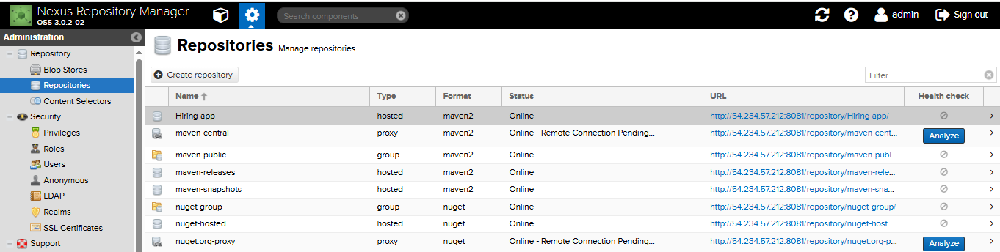 Nexus Repository Manager
OSS 3.0.2-02
Search components
admin
Sign out
Administration
Repository
Blob Stores
Repositories
Content Selectors
Security
Privileges
Roles
Users
Anonymous
LDAP
Realms
SSL Certificates
Support
Repositories Manage repositories
Create repository
Filter
Name Type Format Status URL Health check
Hiring-app hosted maven2 Online http://54.234.57.212:8081/repository/Hiring-app/
maven-central proxy maven2 Online - Remote Connection Pending... http://54.234.57.212:8081/repository/maven-cent... Analyze
maven-public group maven2 Online http://54.234.57.212:8081/repository/maven-publ...
maven-releases hosted maven2 Online http://54.234.57.212:8081/repository/maven-rele...
maven-snapshots hosted maven2 Online http://54.234.57.212:8081/repository/maven-sna...
nuget-group group nuget Online http://54.234.57.212:8081/repository/nuget-group/
nuget-hosted hosted nuget Online http://54.234.57.212:8081/repository/nuget-host...
nuget.org-proxy proxy nuget Online - Remote Connection Pending... http://54.234.57.212:8081/repository/nuget.org-p... Analyze